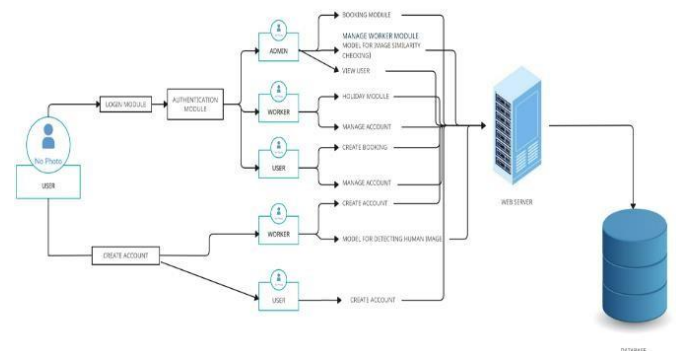 BOOKING MODULE
MANAGE WORKER MODULE
MODEL FOR IMAGE SIMILARITY
CHECKING)
ADMIN
VIEW USER
LOGIN MODULE
AUTHENTICATION
MODULE
HOLIDAY MODULE
WORKER
MANAGE ACCOUNT
CREATE BOOKING
No Photo
USER
USER
MANAGE ACCOUNT
CREATE ACCOUNT
WEB SERVER
WORKER
MODEL FOR DETECTING HUMAN IMAGE
CREATE ACCOUNT
USER
CREATE ACCOUNT
DATABASE